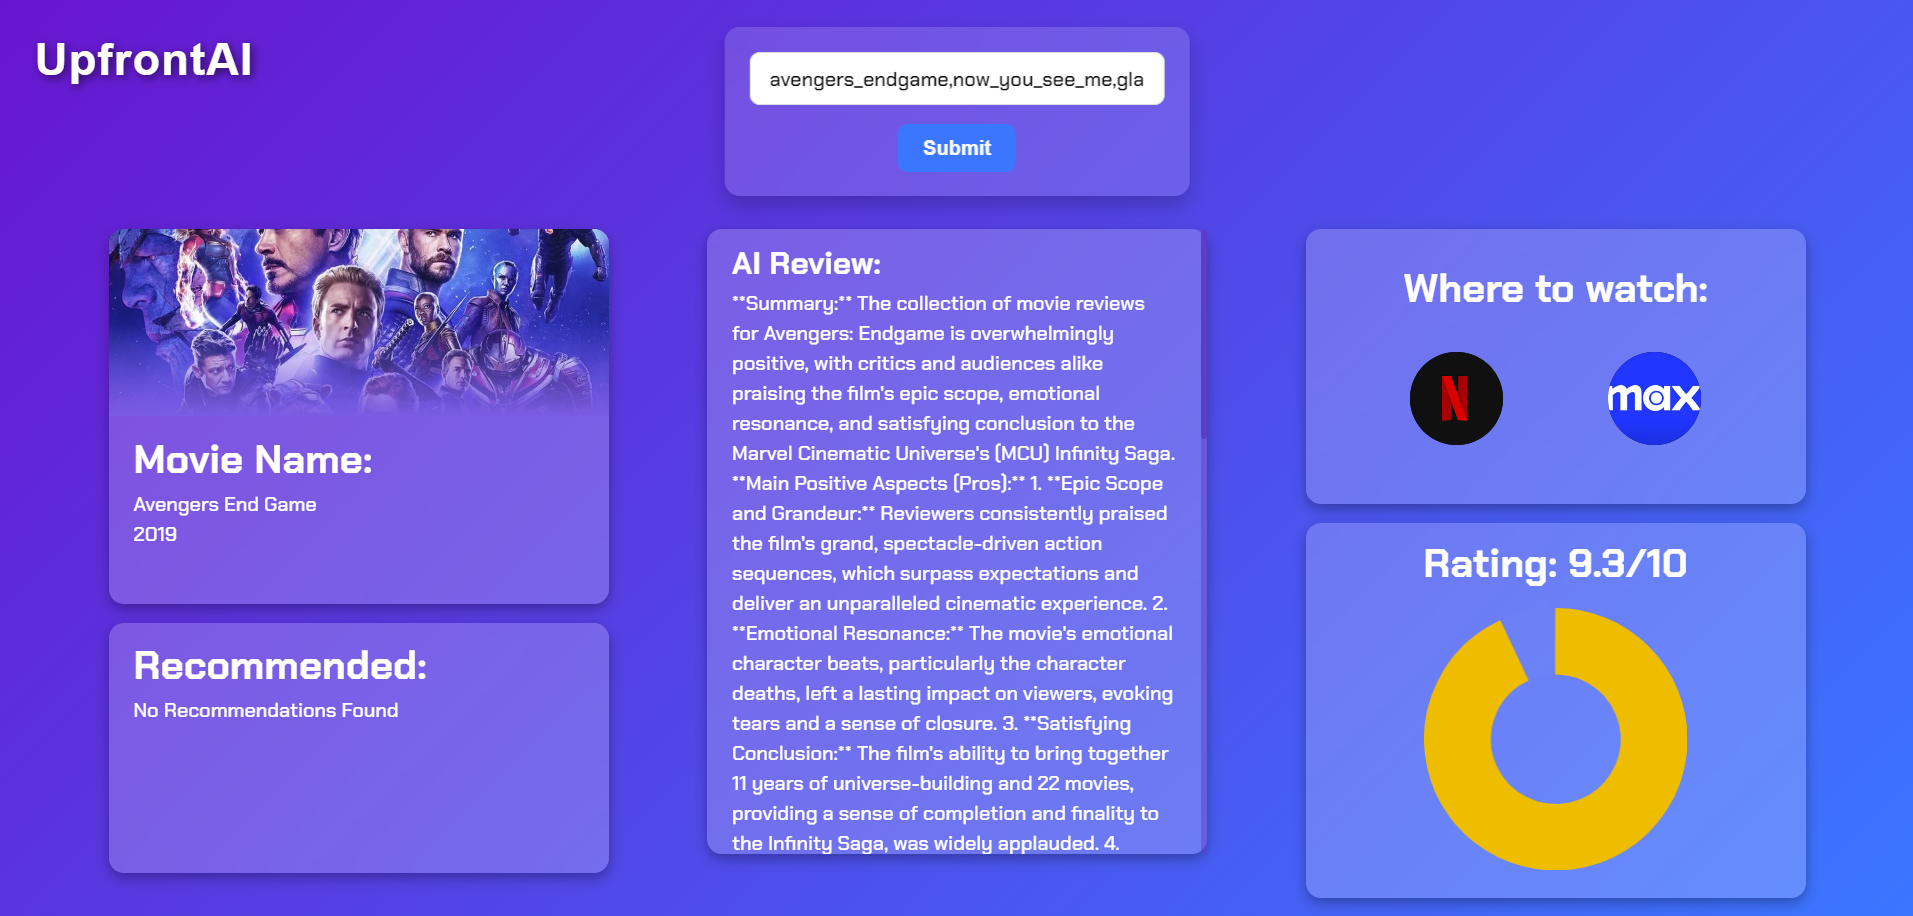 UpfrontAI
avengers_endgame,now_you_see_me,gla
Submit
Movie Name:
Avengers End Game
2019
Recommended:
No Recommendations Found
AI Review:
**Summary:** The collection of movie reviews
for Avengers: Endgame is overwhelmingly
positive, with critics and audiences alike
praising the film's epic scope, emotional
resonance, and satisfying conclusion to the
Marvel Cinematic Universe's (MCU) Infinity Saga.
**Main Positive Aspects (Pros):** 1. **Epic Scope
and Grandeur:** Reviewers consistently praised
the film's grand, spectacle-driven action
sequences, which surpass expectations and
deliver an unparalleled cinematic experience. 2.
**Emotional Resonance:** The movie's emotional
character beats, particularly the character
deaths, left a lasting impact on viewers, evoking
tears and a sense of closure. 3. **Satisfying
Conclusion:** The film's ability to bring together
11 years of universe-building and 22 movies,
providing a sense of completion and finality to
the Infinity Saga, was widely applauded. 4.
Where to watch:
N
max
Rating: 9.3/10